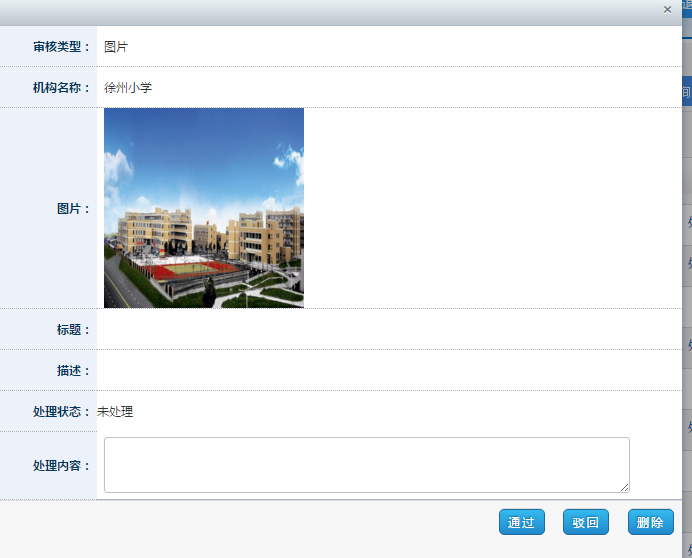 ×
审核类型： 图片
机构名称： 徐州小学
图片：
标题：
描述：
处理状态： 未处理
处理内容：
通过 驳回 删除